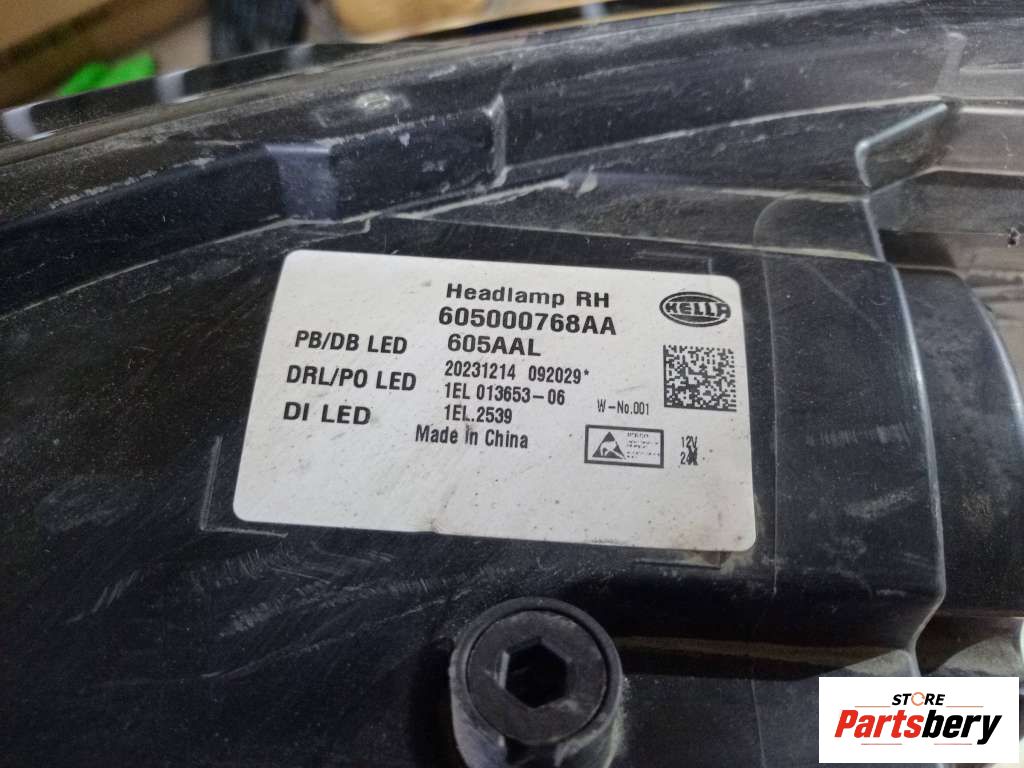 Headlamp RH
HELLA
605000768AA
PB/DB LED 605AAL
DRL/PO LED 20231214 092029*
1EL 013653-06
W-No.001
DI LED 1EL.2539
Made in China
12V
STORE
Partsbery